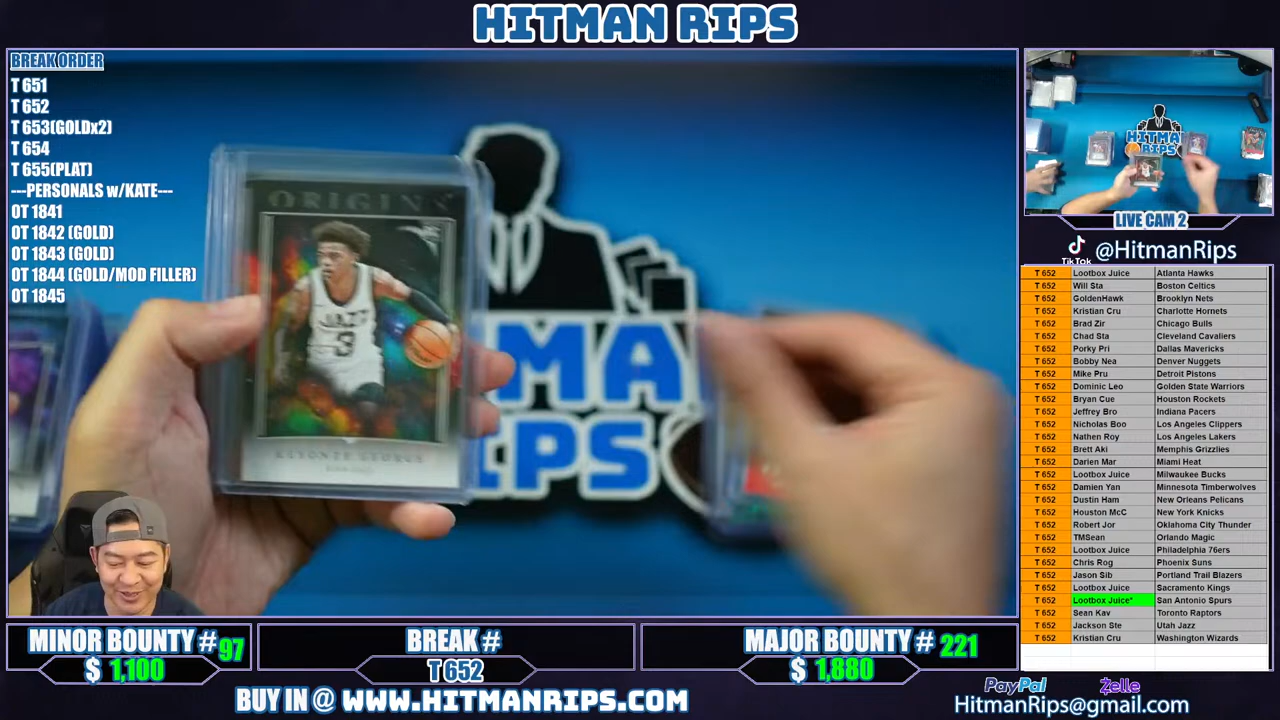 HITMAN RIPS
BREAK ORDER
T 651
T 652
T 653(GOLDx2)
T 654
T 655(PLAT)
---PERSONALS w/KATE---
OT 1841
OT 1842 (GOLD)
OT 1843 (GOLD)
OT 1844 (GOLD/MOD FILLER)
OT 1845
ORIGINS
JAZZ
3
KEYONTE GEORGE
MA
IPS
HITMAN
RIPS
LIVE CAM 2
TikTok
@HitmanRips
T 652 Lootbox Juice Atlanta Hawks
T 652 Will Sta Boston Celtics
T 652 GoldenHawk Brooklyn Nets
T 652 Kristian Cru Charlotte Hornets
T 652 Brad Zir Chicago Bulls
T 652 Chad Sta Cleveland Cavaliers
T 652 Porky Pri Dallas Mavericks
T 652 Bobby Nea Denver Nuggets
T 652 Mike Pru Detroit Pistons
T 652 Dominic Leo Golden State Warriors
T 652 Bryan Cue Houston Rockets
T 652 Jeffrey Bro Indiana Pacers
T 652 Nicholas Boo Los Angeles Clippers
T 652 Nathen Roy Los Angeles Lakers
T 652 Brett Aki Memphis Grizzlies
T 652 Darien Mar Miami Heat
T 652 Lootbox Juice Milwaukee Bucks
T 652 Damien Yan Minnesota Timberwolves
T 652 Dustin Ham New Orleans Pelicans
T 652 Houston McC New York Knicks
T 652 Robert Jor Oklahoma City Thunder
T 652 TMSean Orlando Magic
T 652 Lootbox Juice Philadelphia 76ers
T 652 Chris Rog Phoenix Suns
T 652 Jason Sib Portland Trail Blazers
T 652 Lootbox Juice Sacramento Kings
T 652 Lootbox Juice* San Antonio Spurs
T 652 Sean Kav Toronto Raptors
T 652 Jackson Ste Utah Jazz
T 652 Kristian Cru Washington Wizards
MINOR BOUNTY # 97
$ 1,100
BREAK #
T 652
MAJOR BOUNTY # 221
$ 1,880
BUY IN @ WWW.HITMANRIPS.COM
PayPal Zelle
HitmanRips@gmail.com